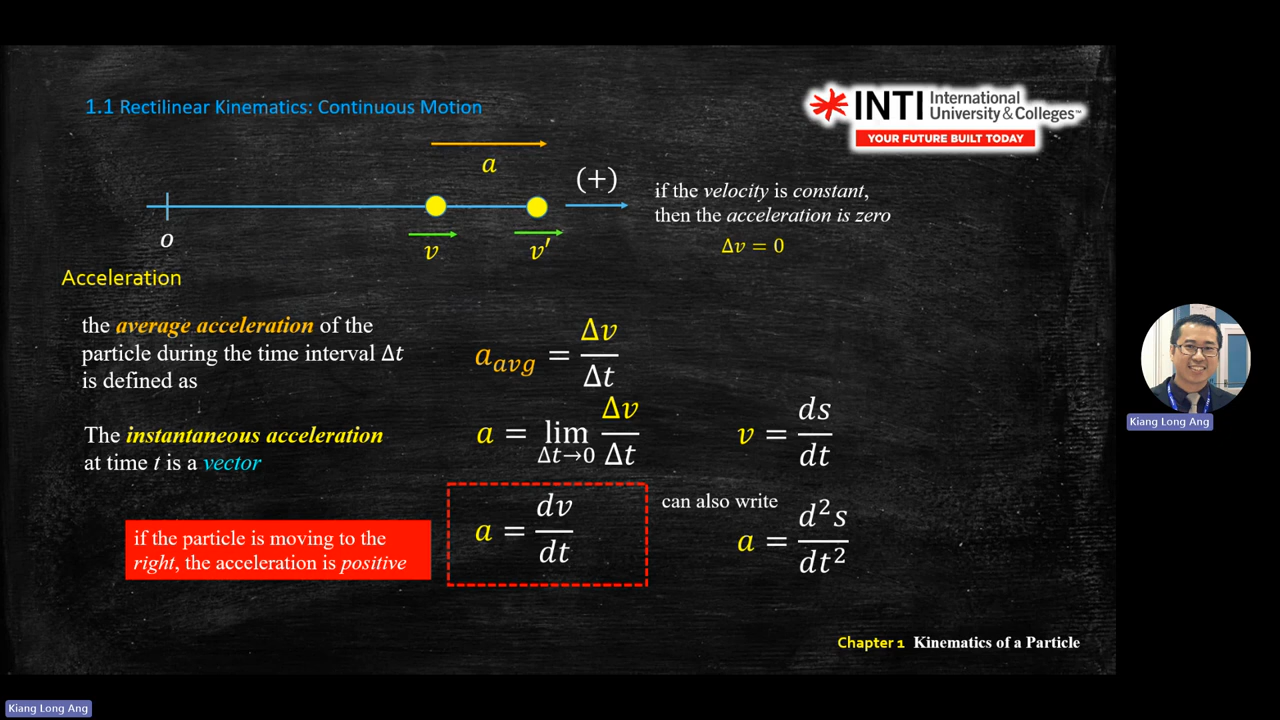 1.1 Rectilinear Kinematics: Continuous Motion
INTI International
University & Colleges™
YOUR FUTURE BUILT TODAY
a
(+)
o
v
v′
if the velocity is constant,
then the acceleration is zero
Δv = 0
Acceleration
the average acceleration of the
particle during the time interval Δt
is defined as
a_avg = Δv/Δt
The instantaneous acceleration
at time t is a vector
a = lim Δt→0 Δv/Δt
v = ds/dt
if the particle is moving to the
right, the acceleration is positive
a = dv/dt
can also write
a = d²s/dt²
Chapter 1 Kinematics of a Particle
Kiang Long Ang
Kiang Long Ang